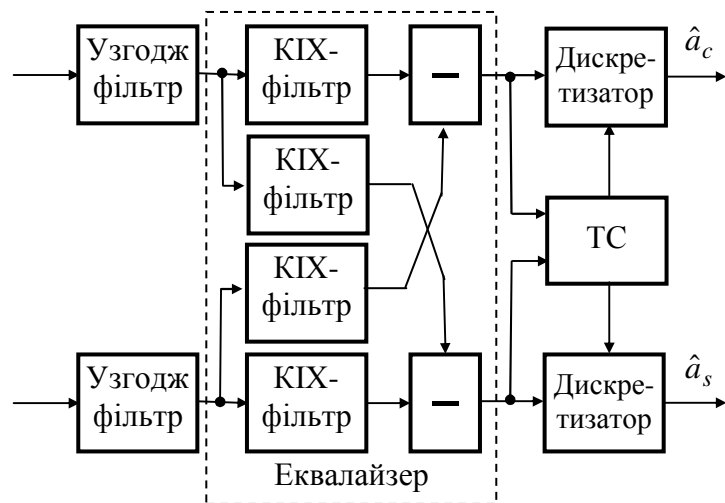 Узгодж
фільтр
КІХ-
фільтр
–
Дискре-
тизатор
â_c
КІХ-
фільтр
ТС
КІХ-
фільтр
Узгодж
фільтр
КІХ-
фільтр
–
Дискре-
тизатор
â_s
Еквалайзер